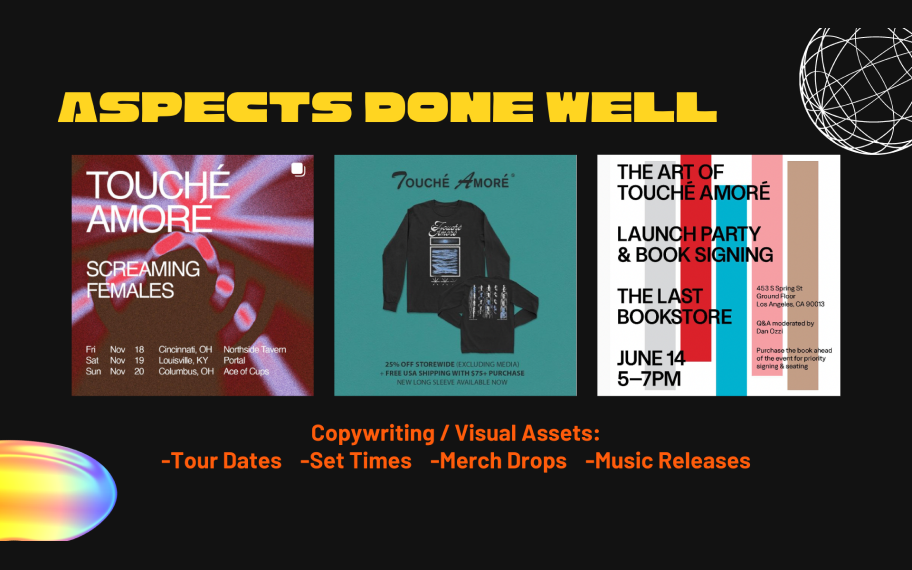 ASPECTS DONE WELL
TOUCHÉ
AMORÉ
SCREAMING
FEMALES
Fri Nov 18 Cincinnati, OH Northside Tavern
Sat Nov 19 Louisville, KY Portal
Sun Nov 20 Columbus, OH Ace of Cups
TOUCHÉ AMORÉ
Touché
Amoré
25% OFF STOREWIDE (EXCLUDING MEDIA)
+ FREE USA SHIPPING WITH $75+ PURCHASE
NEW LONG SLEEVE AVAILABLE NOW
THE ART OF
TOUCHÉ AMORÉ
LAUNCH PARTY
& BOOK SIGNING
THE LAST
BOOKSTORE
JUNE 14
5—7PM
453 S Spring St
Ground Floor
Los Angeles, CA 90013
Q&A moderated by
Dan Ozzi
Purchase the book ahead
of the event for priority
signing & seating
Copywriting / Visual Assets:
-Tour Dates -Set Times -Merch Drops -Music Releases